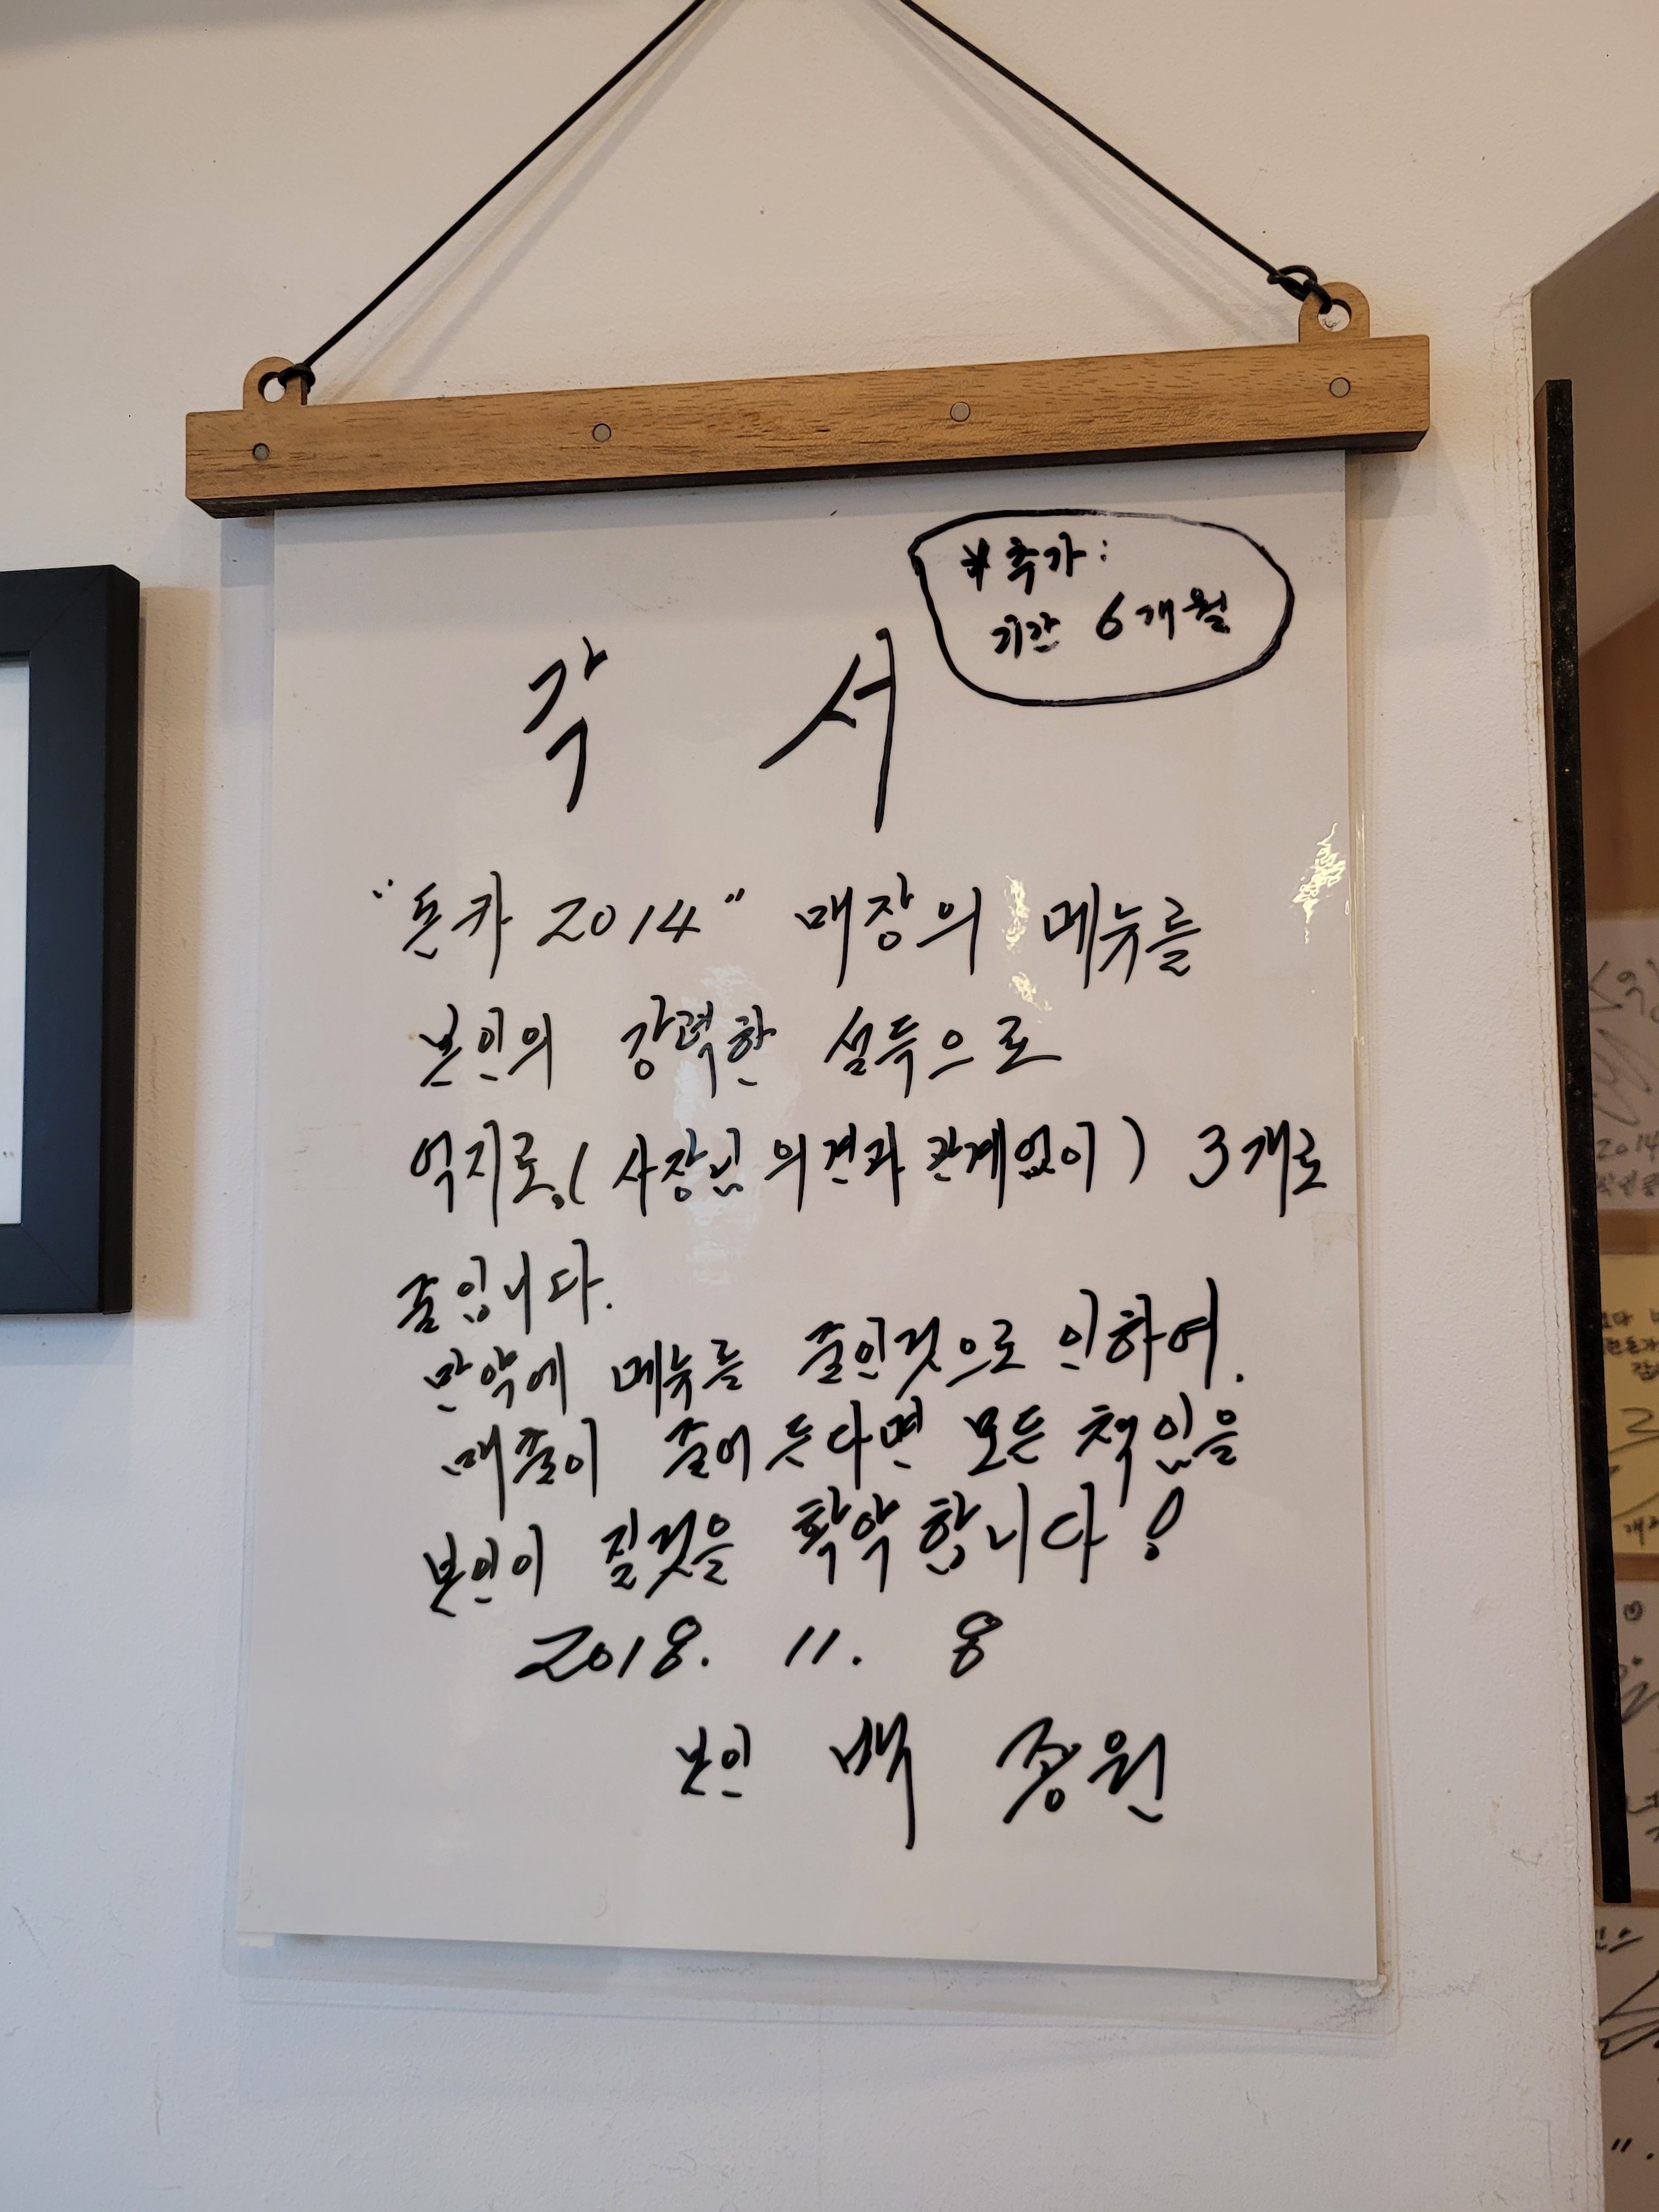 * 추가:
기간 6개월
각 서
"돈카 2014" 매장의 메뉴를
본인의 강력한 설득으로
억지로,( 사장님 의견과 관계없이 ) 3개로
줄입니다.
만약에 메뉴를 줄인것으로 인하여.
매출이 줄어 든다면 모든 책임을
본인이 질것을 확약 합니다!
2018. 11. 8
본인 백 종원
2014